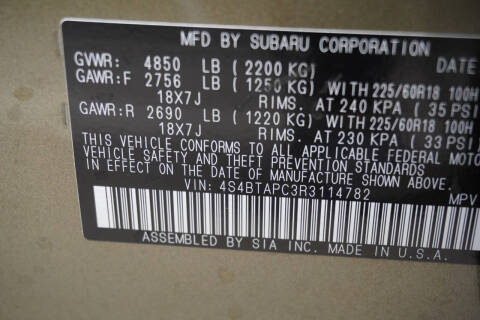 MFD BY SUBARU CORPORATION
GVWR: 4850 LB ( 2200 KG) DATE
GAWR:F 2756 LB ( 1250 KG) WITH 225/60R18 100H
18X7J RIMS. AT 240 KPA ( 35 PSI
GAWR:R 2690 LB ( 1220 KG) WITH 225/60R18 100H
18X7J RIMS. AT 230 KPA ( 33 PSI
THIS VEHICLE CONFORMS TO ALL APPLICABLE FEDERAL MOTO
VEHICLE SAFETY AND THEFT PREVENTION STANDARDS
IN EFFECT ON THE DATE OF MANUFACTURE SHOWN ABOVE.
VIN: 4S4BTAPC3R3114782 MPV
ASSEMBLED BY SIA INC. MADE IN U.S.A.